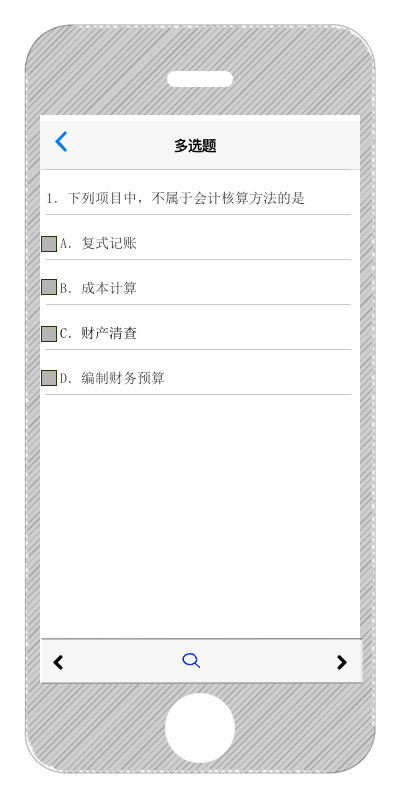 多选题
1. 下列项目中，不属于会计核算方法的是
A. 复式记账
B. 成本计算
C. 财产清查
D. 编制财务预算